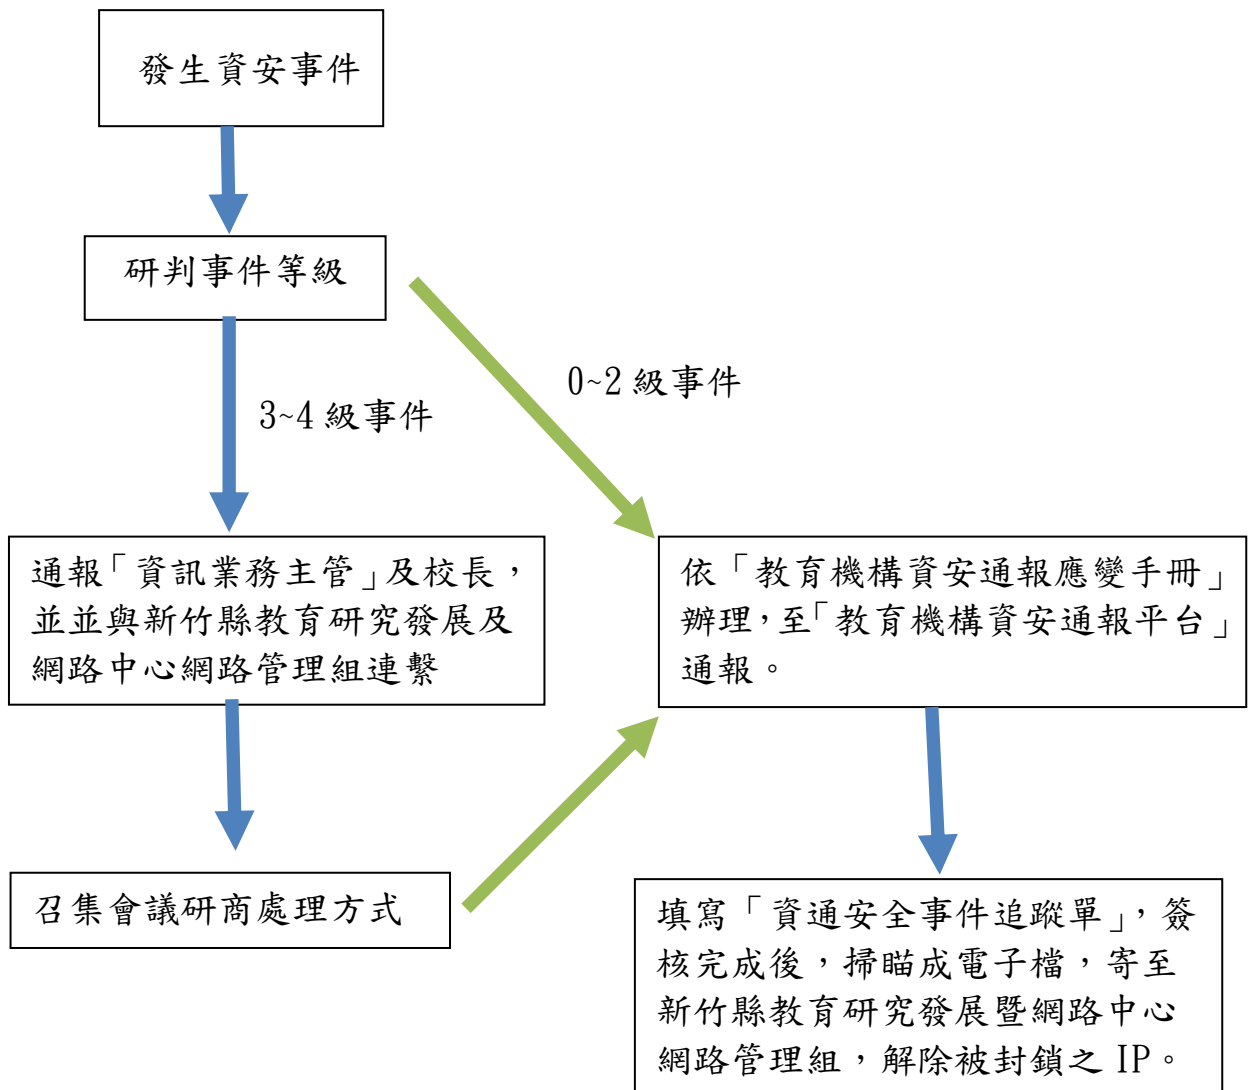 發生資安事件
研判事件等級
0~2 級事件
3~4 級事件
通報「資訊業務主管」及校長，
並並與新竹縣教育研究發展及
網路中心網路管理組連繫
依「教育機構資安通報應變手冊」
辦理，至「教育機構資安通報平台」
通報。
召集會議研商處理方式
填寫「資通安全事件追蹤單」，簽
核完成後，掃瞄成電子檔，寄至
新竹縣教育研究發展暨網路中心
網路管理組，解除被封鎖之 IP。